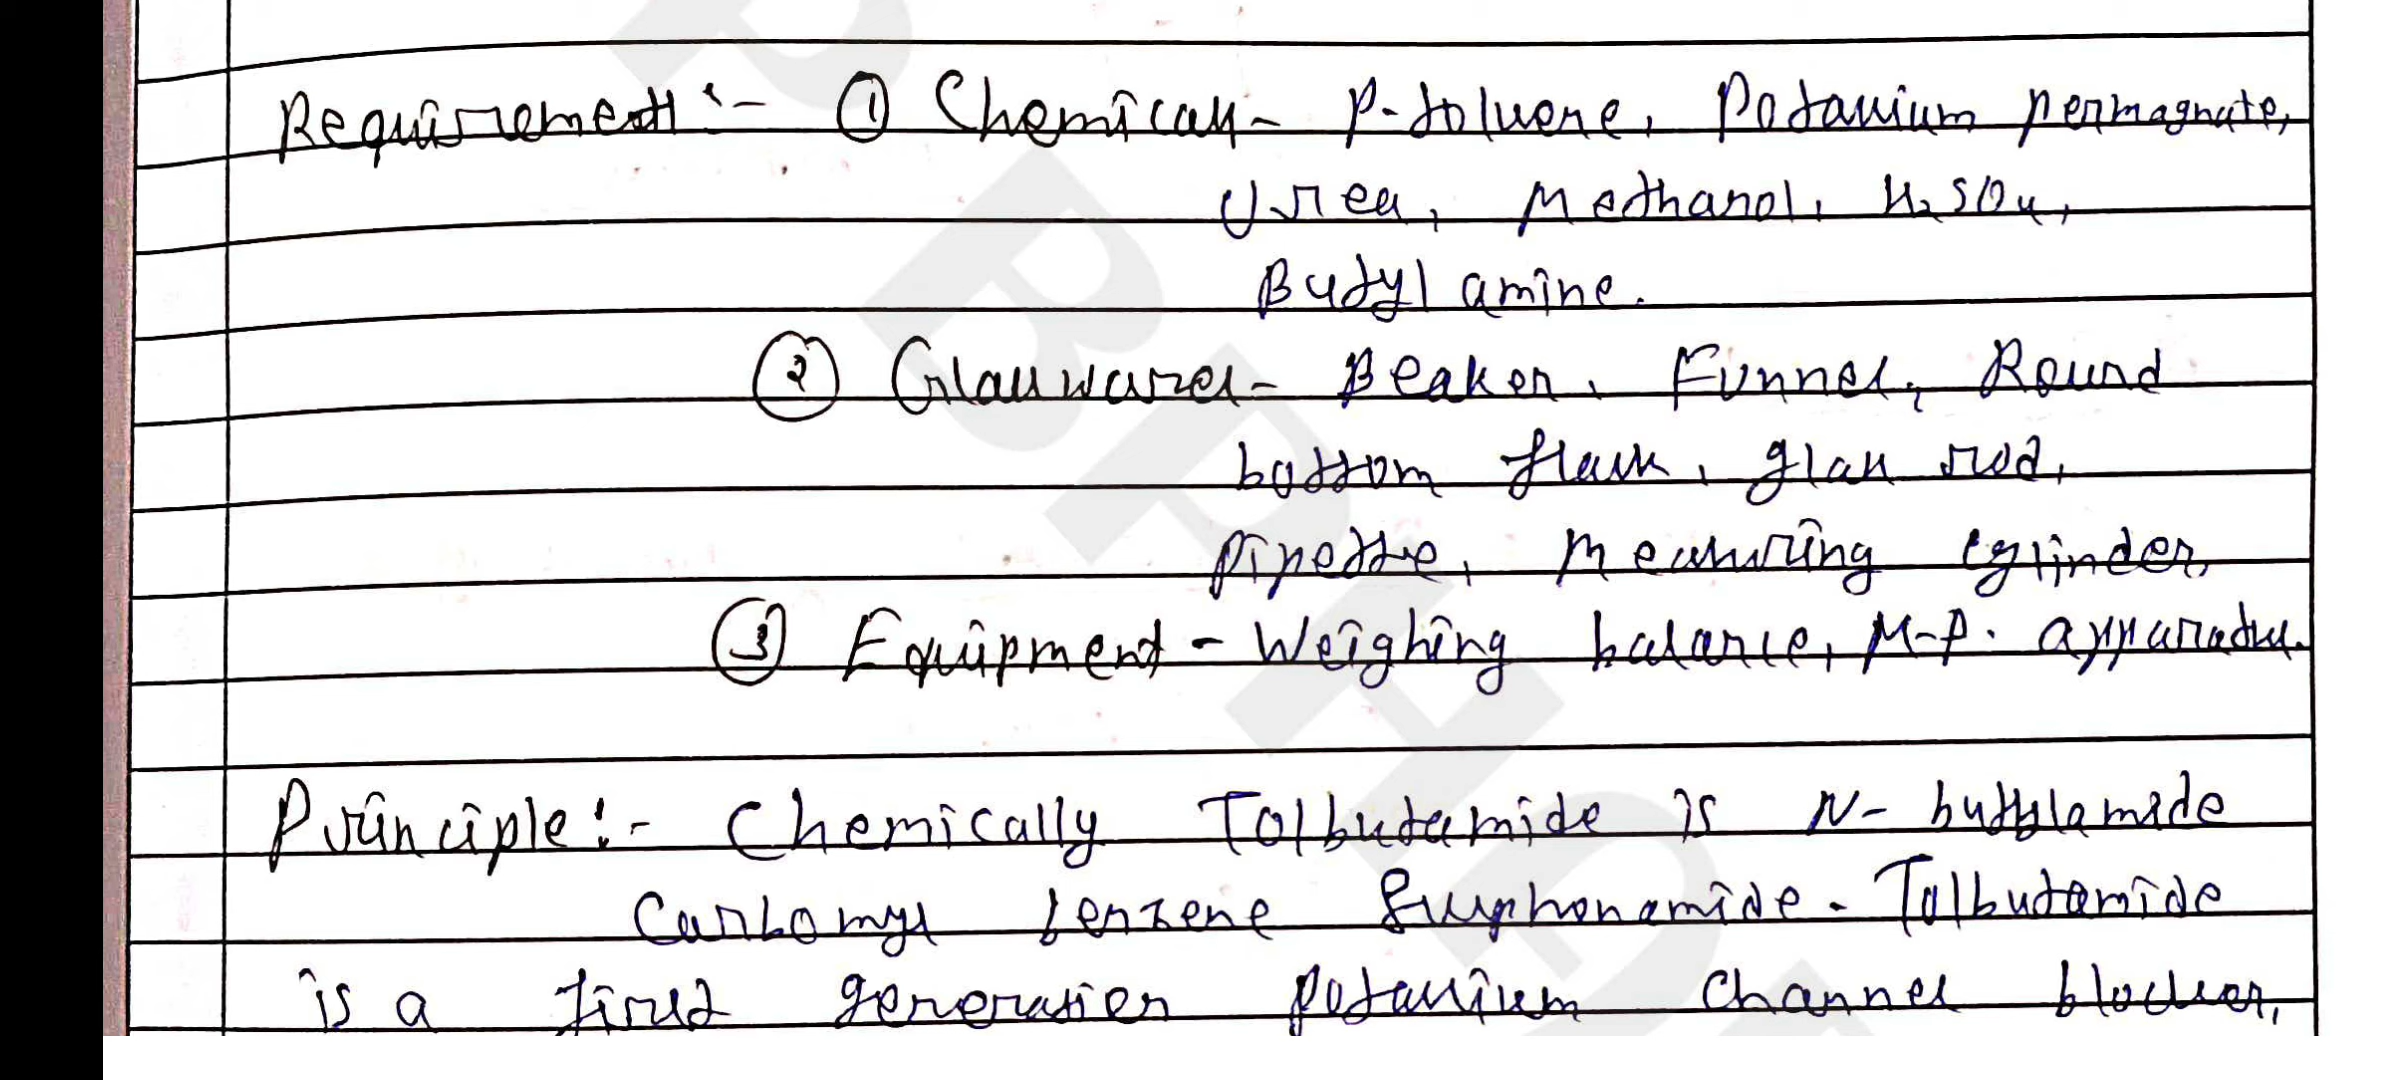 Requirement :- ① Chemicals - P-toluene, Potassium permagnate,
Urea, Methanol, H₂SO₄,
Butyl amine.
② Glasswares - Beaker, Funnel, Round
bottom flask, glass rod,
pipette, Measuring cylinder,
③ Equipment - Weighing balance, M-P. apparatus.
Principle :- Chemically Tolbutamide is N-
Carbomyl benzene Sulphonamide. Tolbutamide
is a first generation potassium channel blocker,